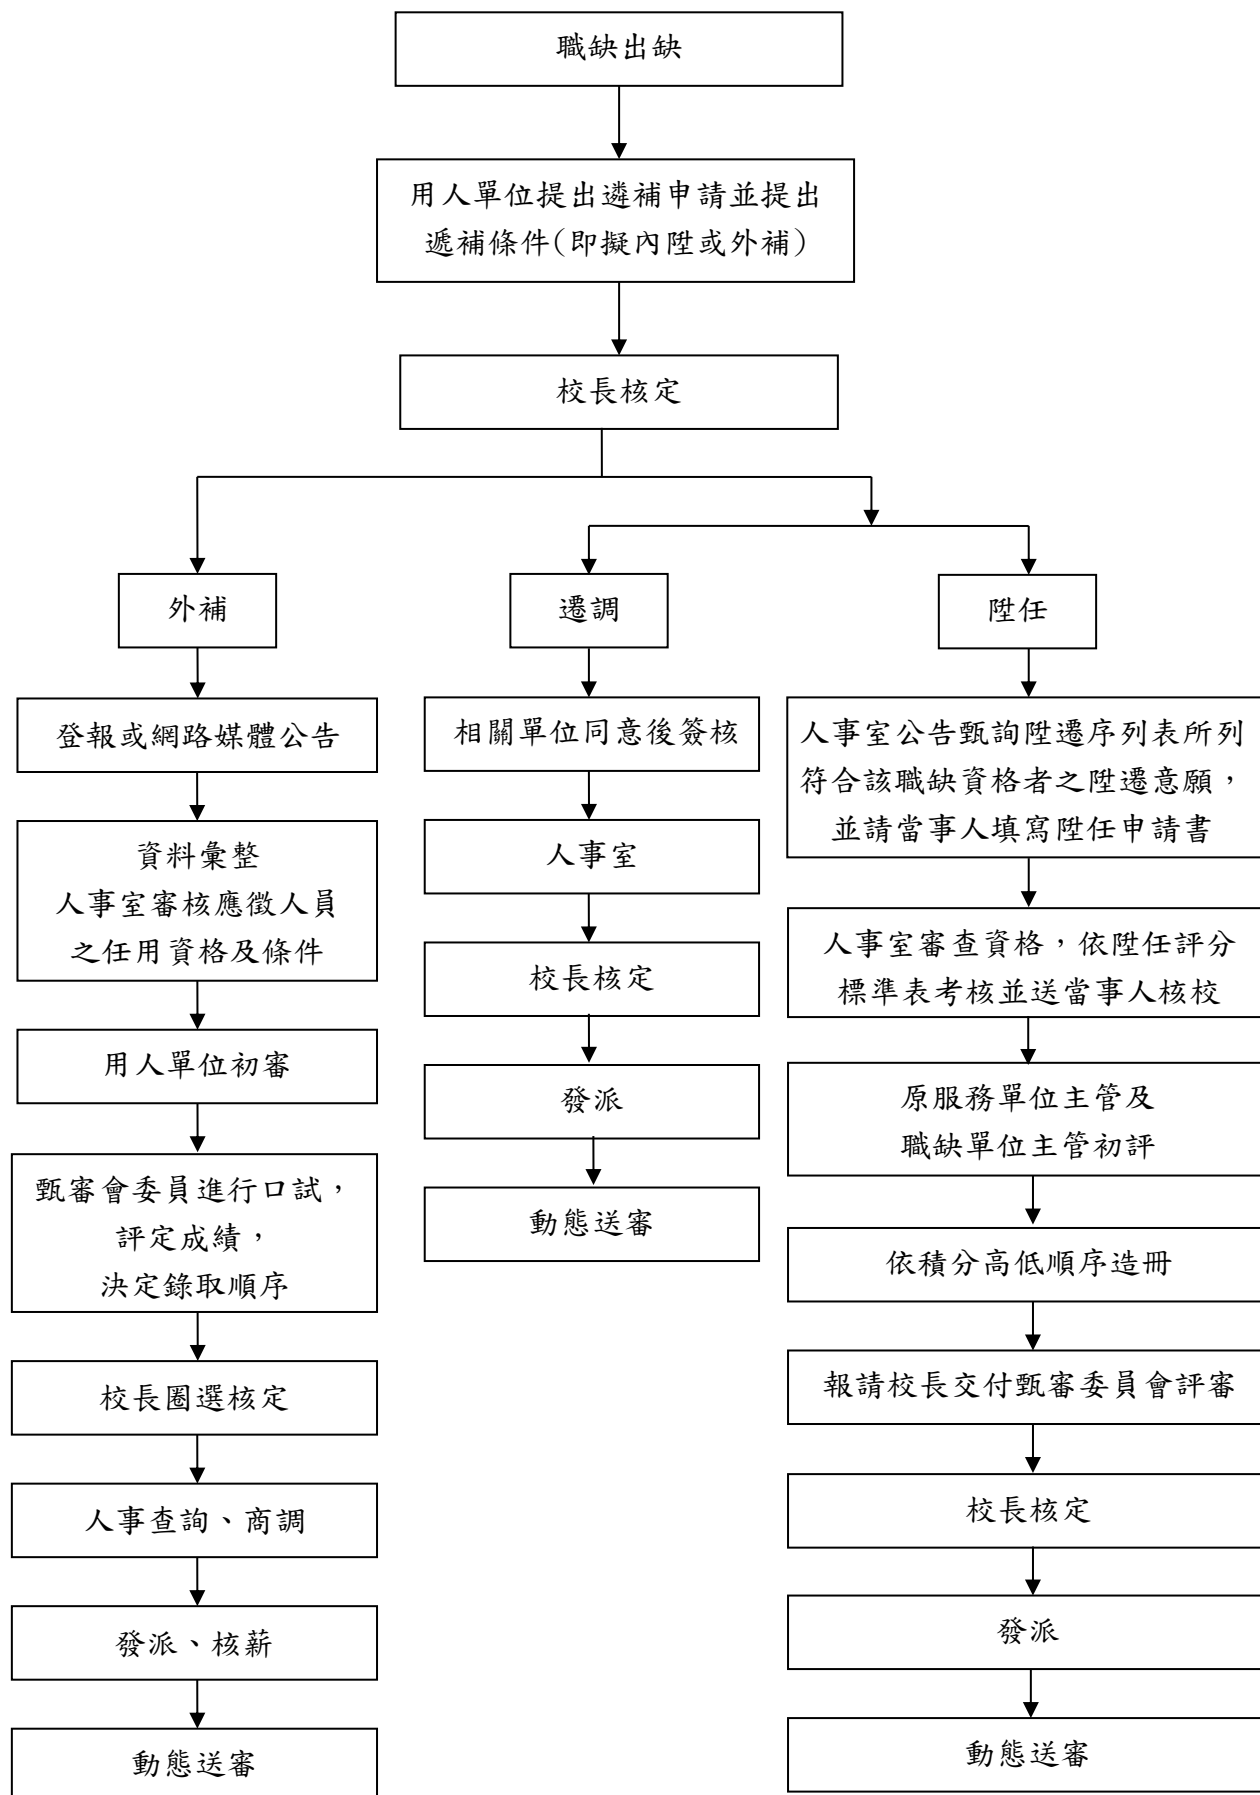 職缺出缺
用人單位提出遴補申請並提出
遞補條件(即擬內陞或外補)
校長核定
外補
登報或網路媒體公告
資料彙整
人事室審核應徵人員
之任用資格及條件
用人單位初審
甄審會委員進行口試，
評定成績，
決定錄取順序
校長圈選核定
人事查詢、商調
發派、核薪
動態送審
遷調
相關單位同意後簽核
人事室
校長核定
發派
動態送審
陞任
人事室公告甄詢陞遷序列表所列
符合該職缺資格者之陞遷意願，
並請當事人填寫陞任申請書
人事室審查資格，依陞任評分
標準表考核並送當事人核校
原服務單位主管及
職缺單位主管初評
依積分高低順序造冊
報請校長交付甄審委員會評審
校長核定
發派
動態送審